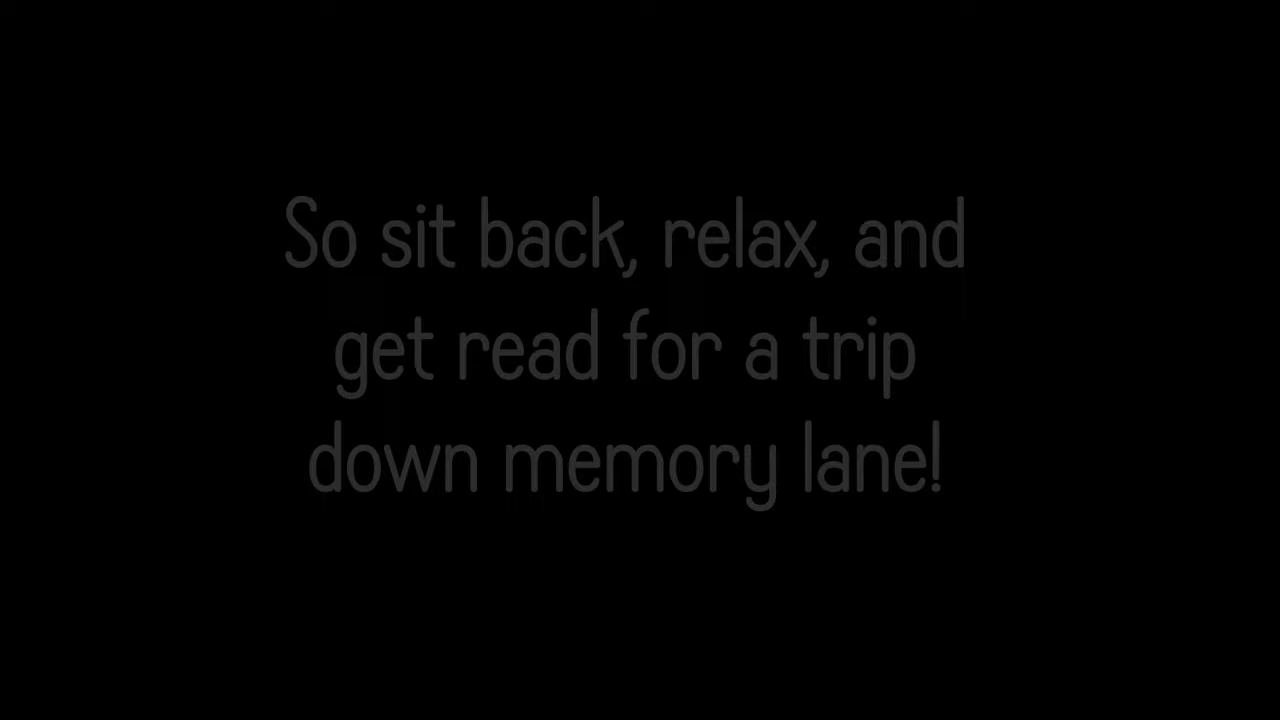 So sit back, relax, and
get read for a trip
down memory lane!